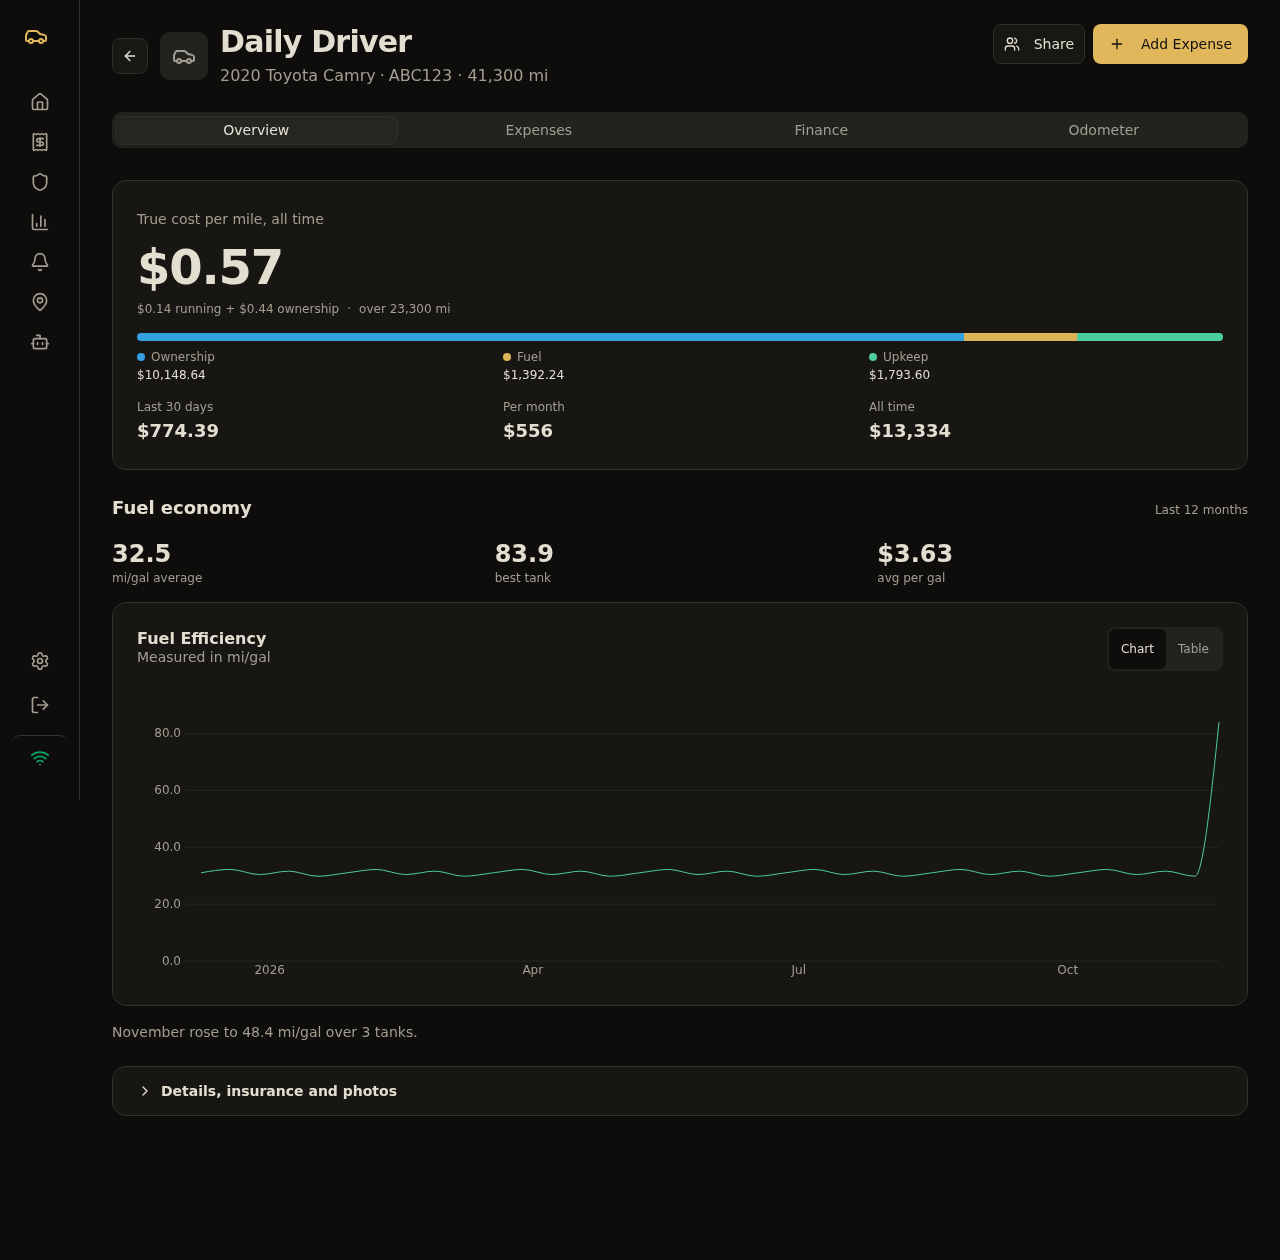 Daily Driver
2020 Toyota Camry · ABC123 · 41,300 mi
Share
Add Expense
Overview
Expenses
Finance
Odometer
True cost per mile, all time
$0.57
$0.14 running + $0.44 ownership · over 23,300 mi
Ownership
Fuel
Upkeep
$10,148.64
$1,392.24
$1,793.60
Last 30 days
Per month
All time
$774.39
$556
$13,334
Fuel economy
Last 12 months
32.5
83.9
$3.63
mi/gal average
best tank
avg per gal
Fuel Efficiency
Measured in mi/gal
Chart
Table
80.0
60.0
40.0
20.0
0.0
2026
Apr
Jul
Oct
November rose to 48.4 mi/gal over 3 tanks.
Details, insurance and photos